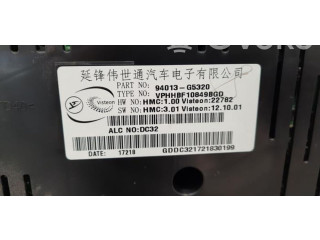 延锋伟世通汽车电子有限公司
PART NO: 94013-G5320
TYPE NO: VPHHBF10849BGD
HW NO:HMC:1.00 Visteon:22782
SW NO:HMC:3.01 Visteon:12.10.01
Visteon
ALC NO:DC32
DATE: 17218
GDDC321721830199